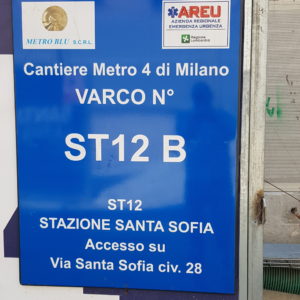 METRO BLU S.C.R.L.
AREU
AZIENDA REGIONALE
EMERGENZA URGENZA
Regione
Lombardia
Cantiere Metro 4 di Milano
VARCO N°
ST12 B
ST12
STAZIONE SANTA SOFIA
Accesso su
Via Santa Sofia civ. 28